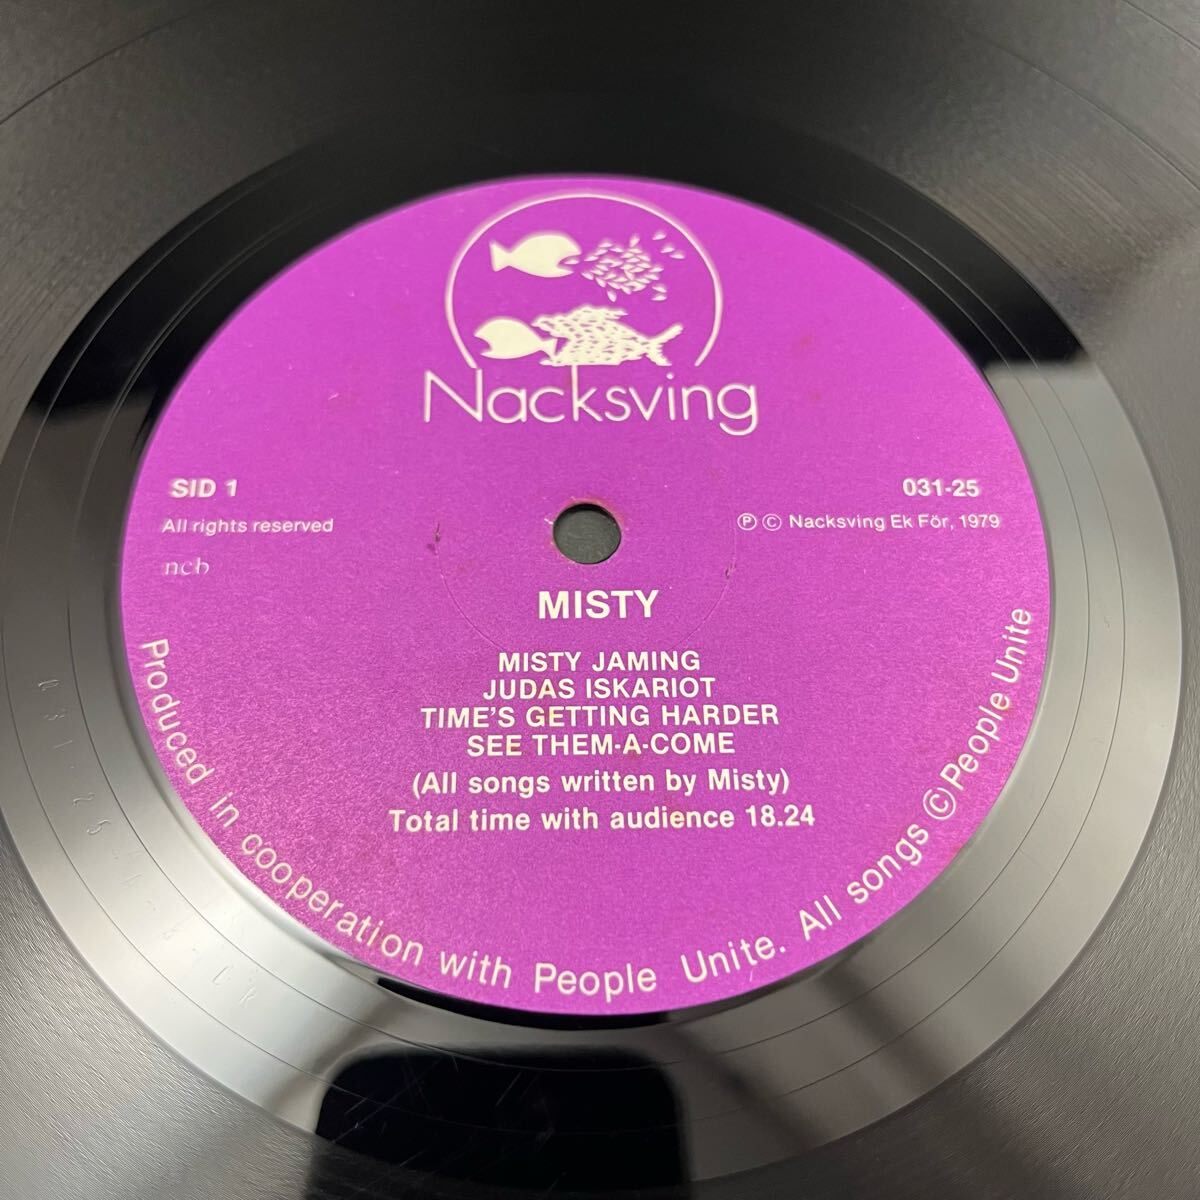 Nacksving
SID 1
031-25
All rights reserved
Ⓟ © Nacksving Ek För, 1979
ncb
MISTY
MISTY JAMING
JUDAS ISKARIOT
TIME'S GETTING HARDER
SEE THEM-A-COME
(All songs written by Misty)
Total time with audience 18.24
Produced in cooperation with People Unite. All songs © People Unite